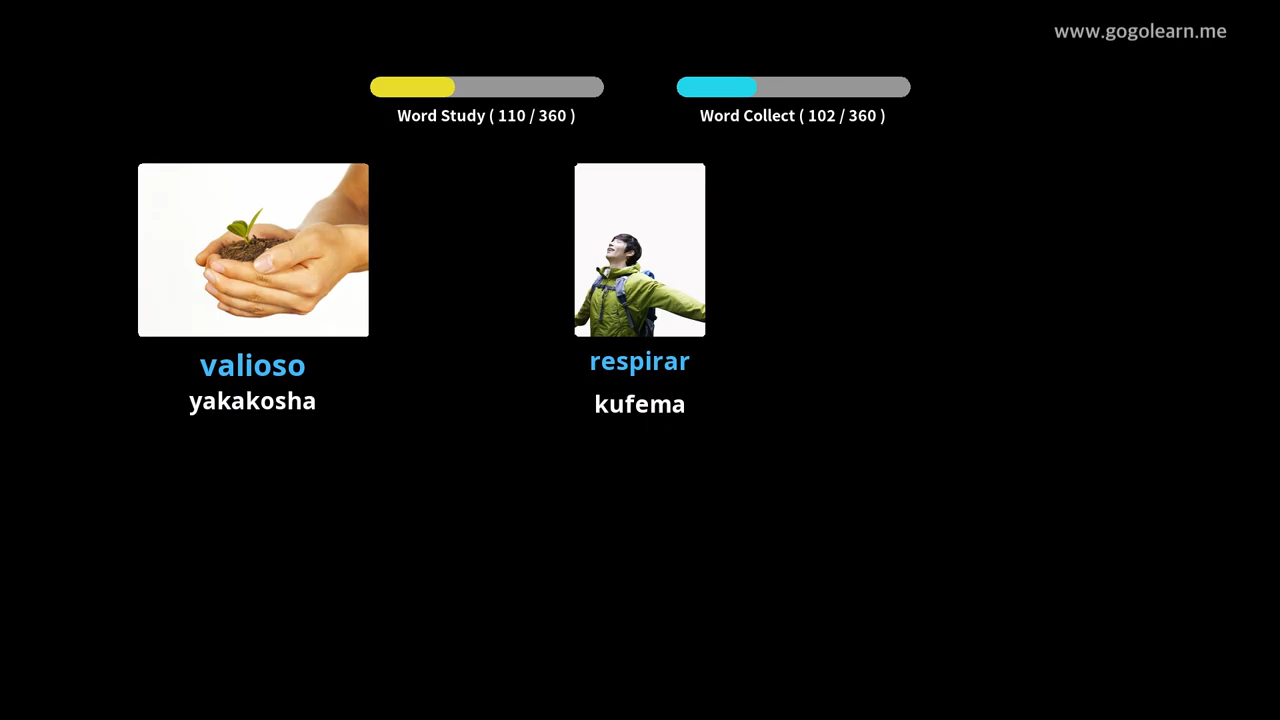 www.gogolearn.me
Word Study ( 110 / 360 )
Word Collect ( 102 / 360 )
valioso
yakakosha
respirar
kufema